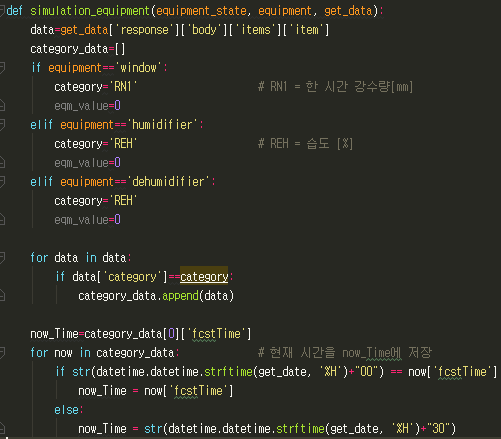 def simulation_equipment(equipment_state, equipment, get_data):
    data=get_data['response']['body']['items']['item']
    category_data=[]
    if equipment=='window':
        category='RN1'                # RN1 = 한 시간 강수량[mm]
        eqm_value=0
    elif equipment=='humidifier':
        category='REH'                # REH = 습도 [%]
        eqm_value=0
    elif equipment=='dehumidifier':
        category='REH'
        eqm_value=0

    for data in data:
        if data['category']==category:
           category_data.append(data)

    now_Time=category_data[0]['fcstTime']
    for now in category_data:         # 현재 시간을 now_Time에 저장
        if str(datetime.datetime.strftime(get_date, '%H')+"00") == now['fcstTime']
           now_Time = now['fcstTime']
        else:
           now_Time = str(datetime.datetime.strftime(get_date, '%H')+"30")